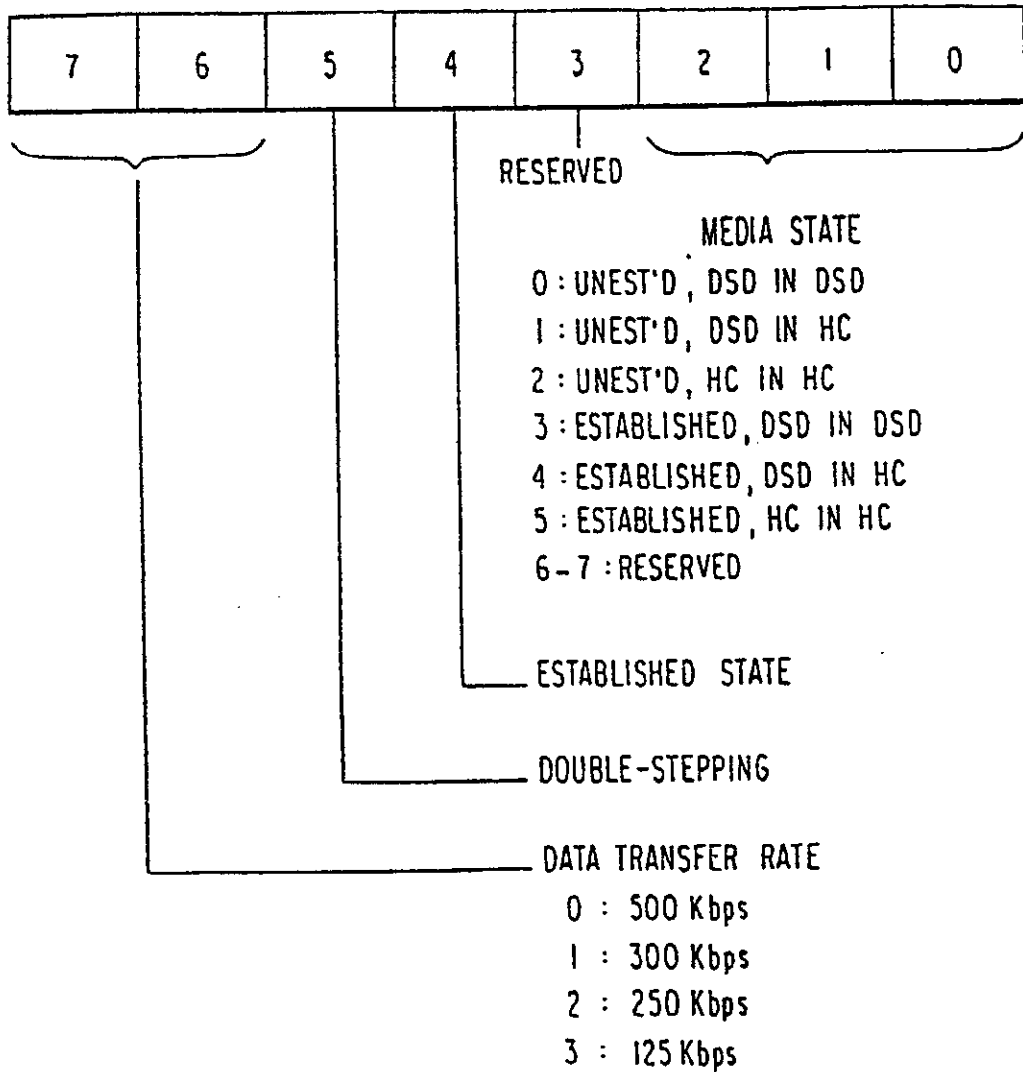 7 6 5 4 3 2 1 0
RESERVED
MEDIA STATE
0 : UNEST'D, DSD IN DSD
1 : UNEST'D, DSD IN HC
2 : UNEST'D, HC IN HC
3 : ESTABLISHED, DSD IN DSD
4 : ESTABLISHED, DSD IN HC
5 : ESTABLISHED, HC IN HC
6-7 : RESERVED
ESTABLISHED STATE
DOUBLE-STEPPING
DATA TRANSFER RATE
0 : 500 Kbps
1 : 300 Kbps
2 : 250 Kbps
3 : 125 Kbps